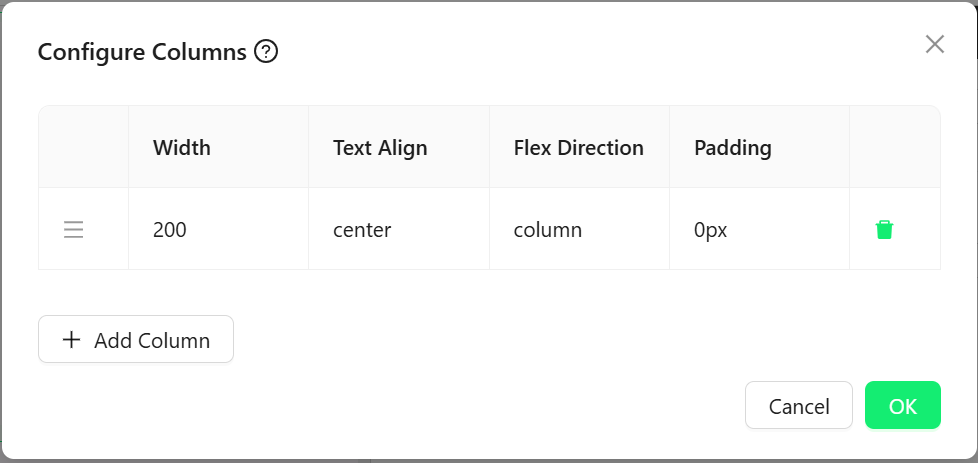 Configure Columns ?
Width Text Align Flex Direction Padding
200 center column 0px
+ Add Column
Cancel OK